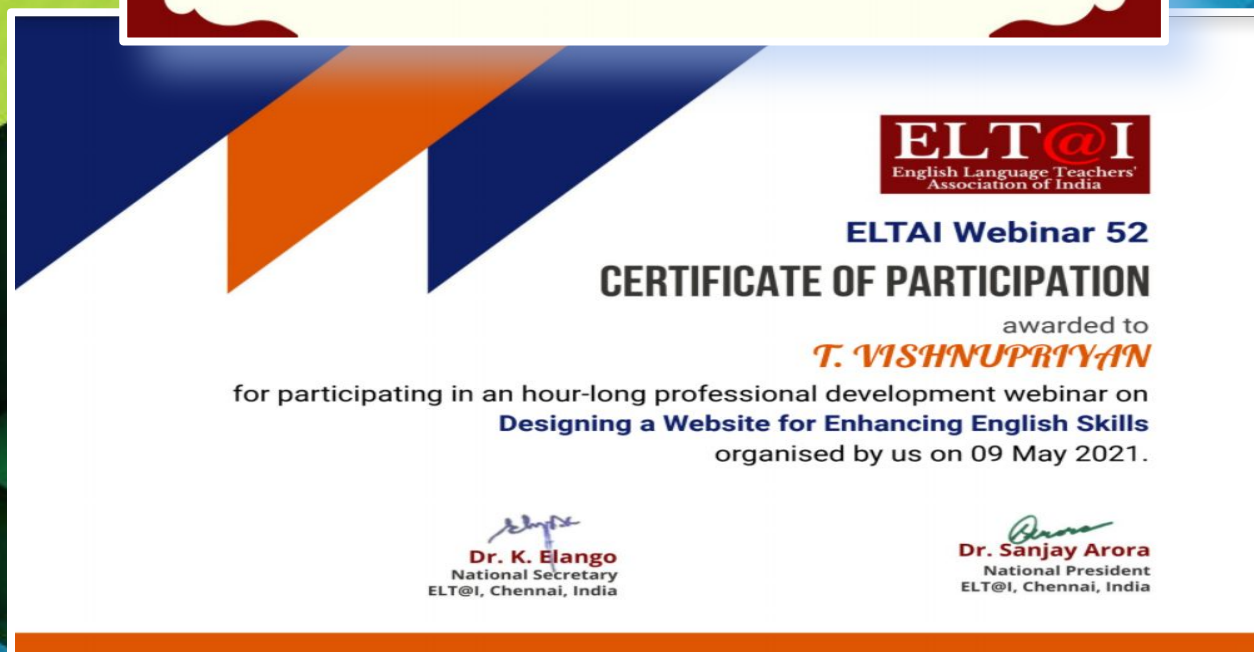 ELT@I
English Language Teachers'
Association of India
ELTAI Webinar 52
CERTIFICATE OF PARTICIPATION
awarded to
T. VISHNUPRIYAN
for participating in an hour-long professional development webinar on
Designing a Website for Enhancing English Skills
organised by us on 09 May 2021.
Dr. K. Elango
National Secretary
ELT@I, Chennai, India
Dr. Sanjay Arora
National President
ELT@I, Chennai, India